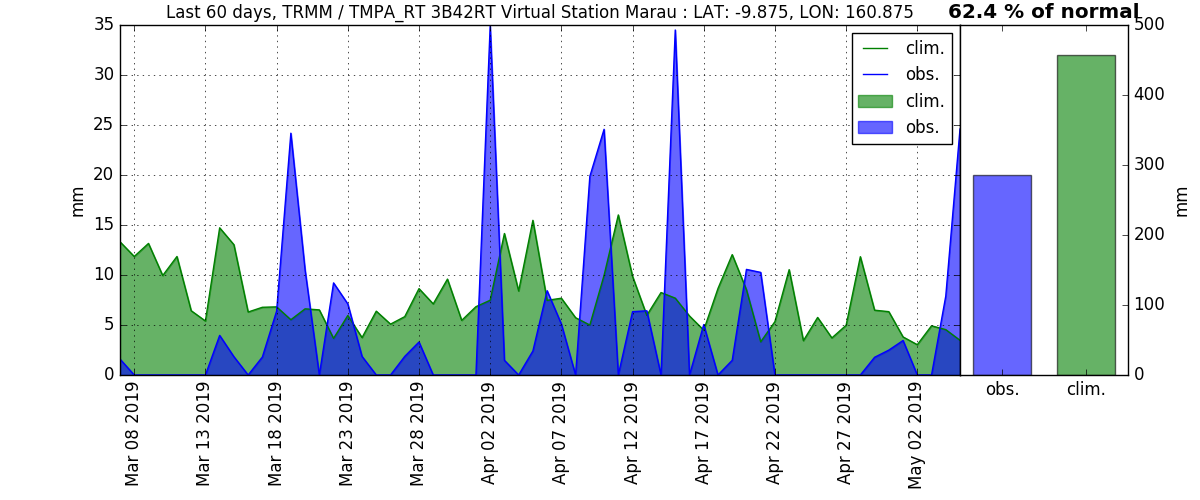 Last 60 days, TRMM / TMPA_RT 3B42RT Virtual Station Marau : LAT: -9.875, LON: 160.875
62.4 % of normal
35
30
25
20
15
10
5
0
mm
clim.
obs.
clim.
obs.
500
400
300
200
100
0
mm
Mar 08 2019
Mar 13 2019
Mar 18 2019
Mar 23 2019
Mar 28 2019
Apr 02 2019
Apr 07 2019
Apr 12 2019
Apr 17 2019
Apr 22 2019
Apr 27 2019
May 02 2019
obs.
clim.